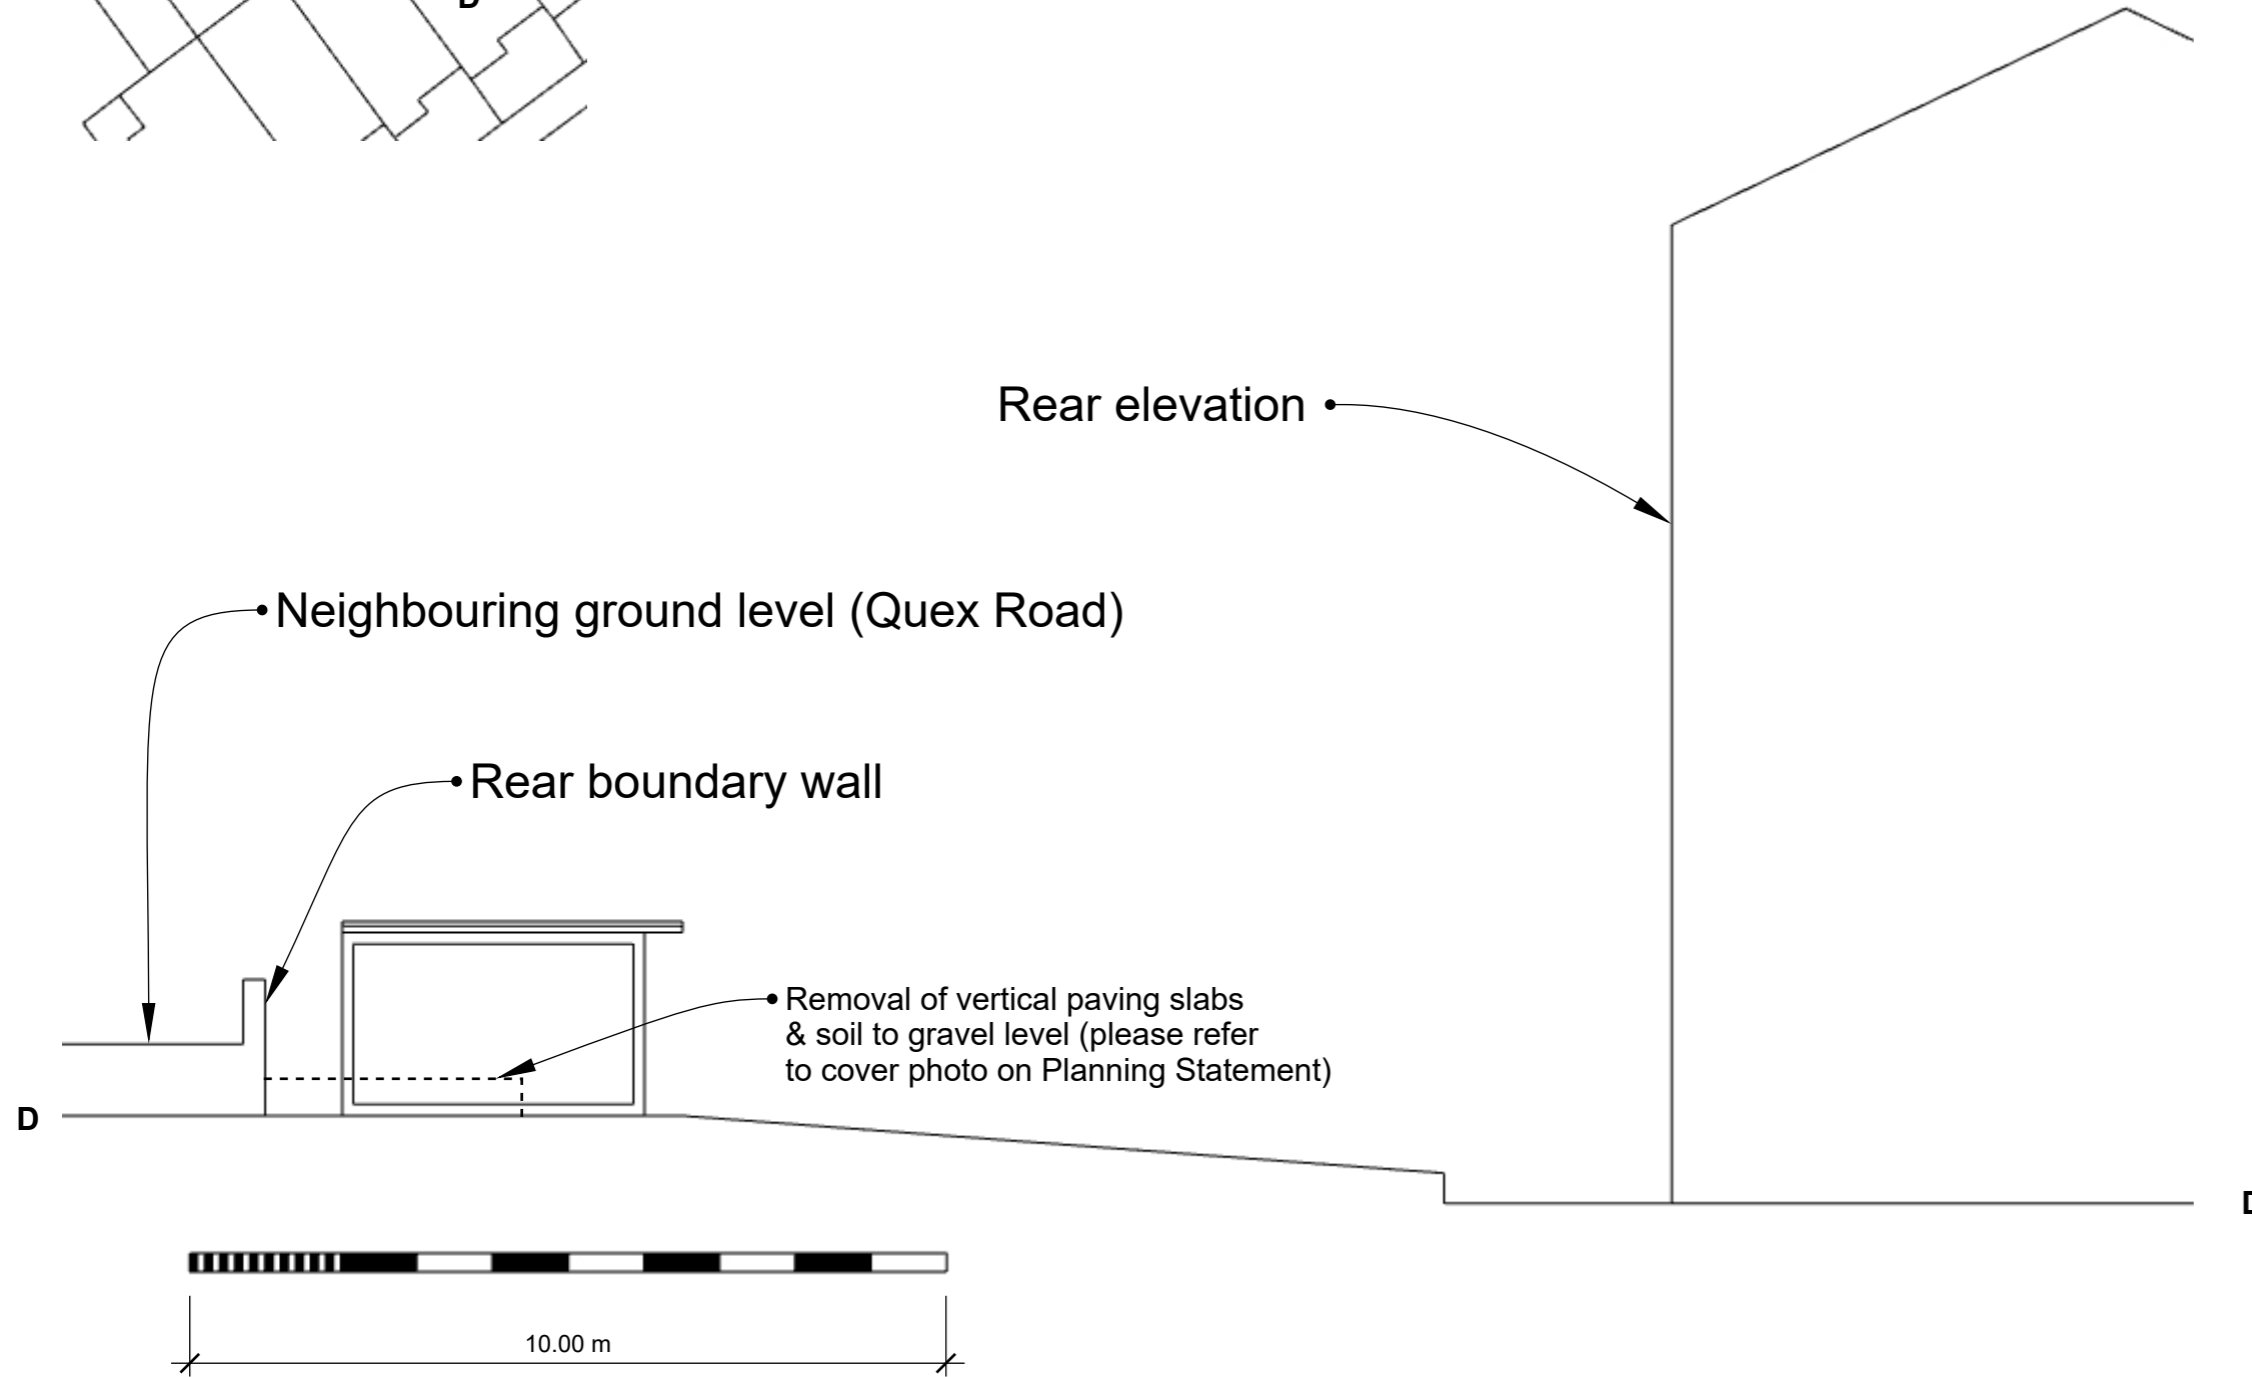 D
Rear elevation
Neighbouring ground level (Quex Road)
Rear boundary wall
Removal of vertical paving slabs
& soil to gravel level (please refer
to cover photo on Planning Statement)
D
D
10.00 m